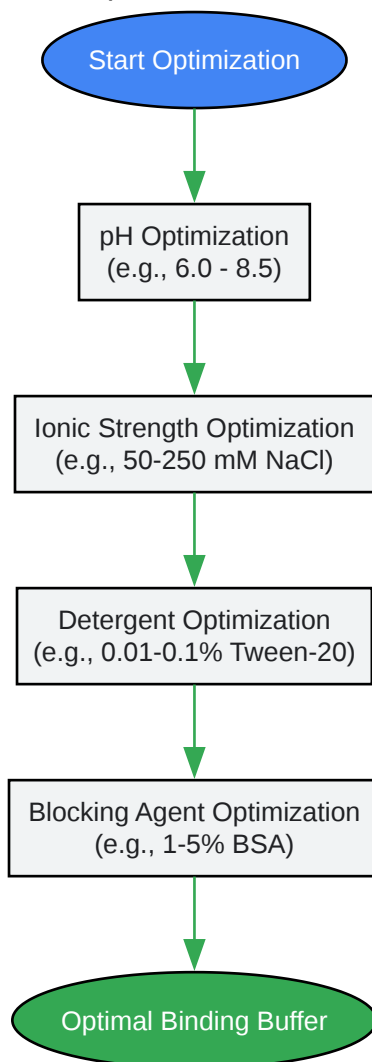 Start Optimization
pH Optimization
(e.g., 6.0 - 8.5)
Ionic Strength Optimization
(e.g., 50-250 mM NaCl)
Detergent Optimization
(e.g., 0.01-0.1% Tween-20)
Blocking Agent Optimization
(e.g., 1-5% BSA)
Optimal Binding Buffer